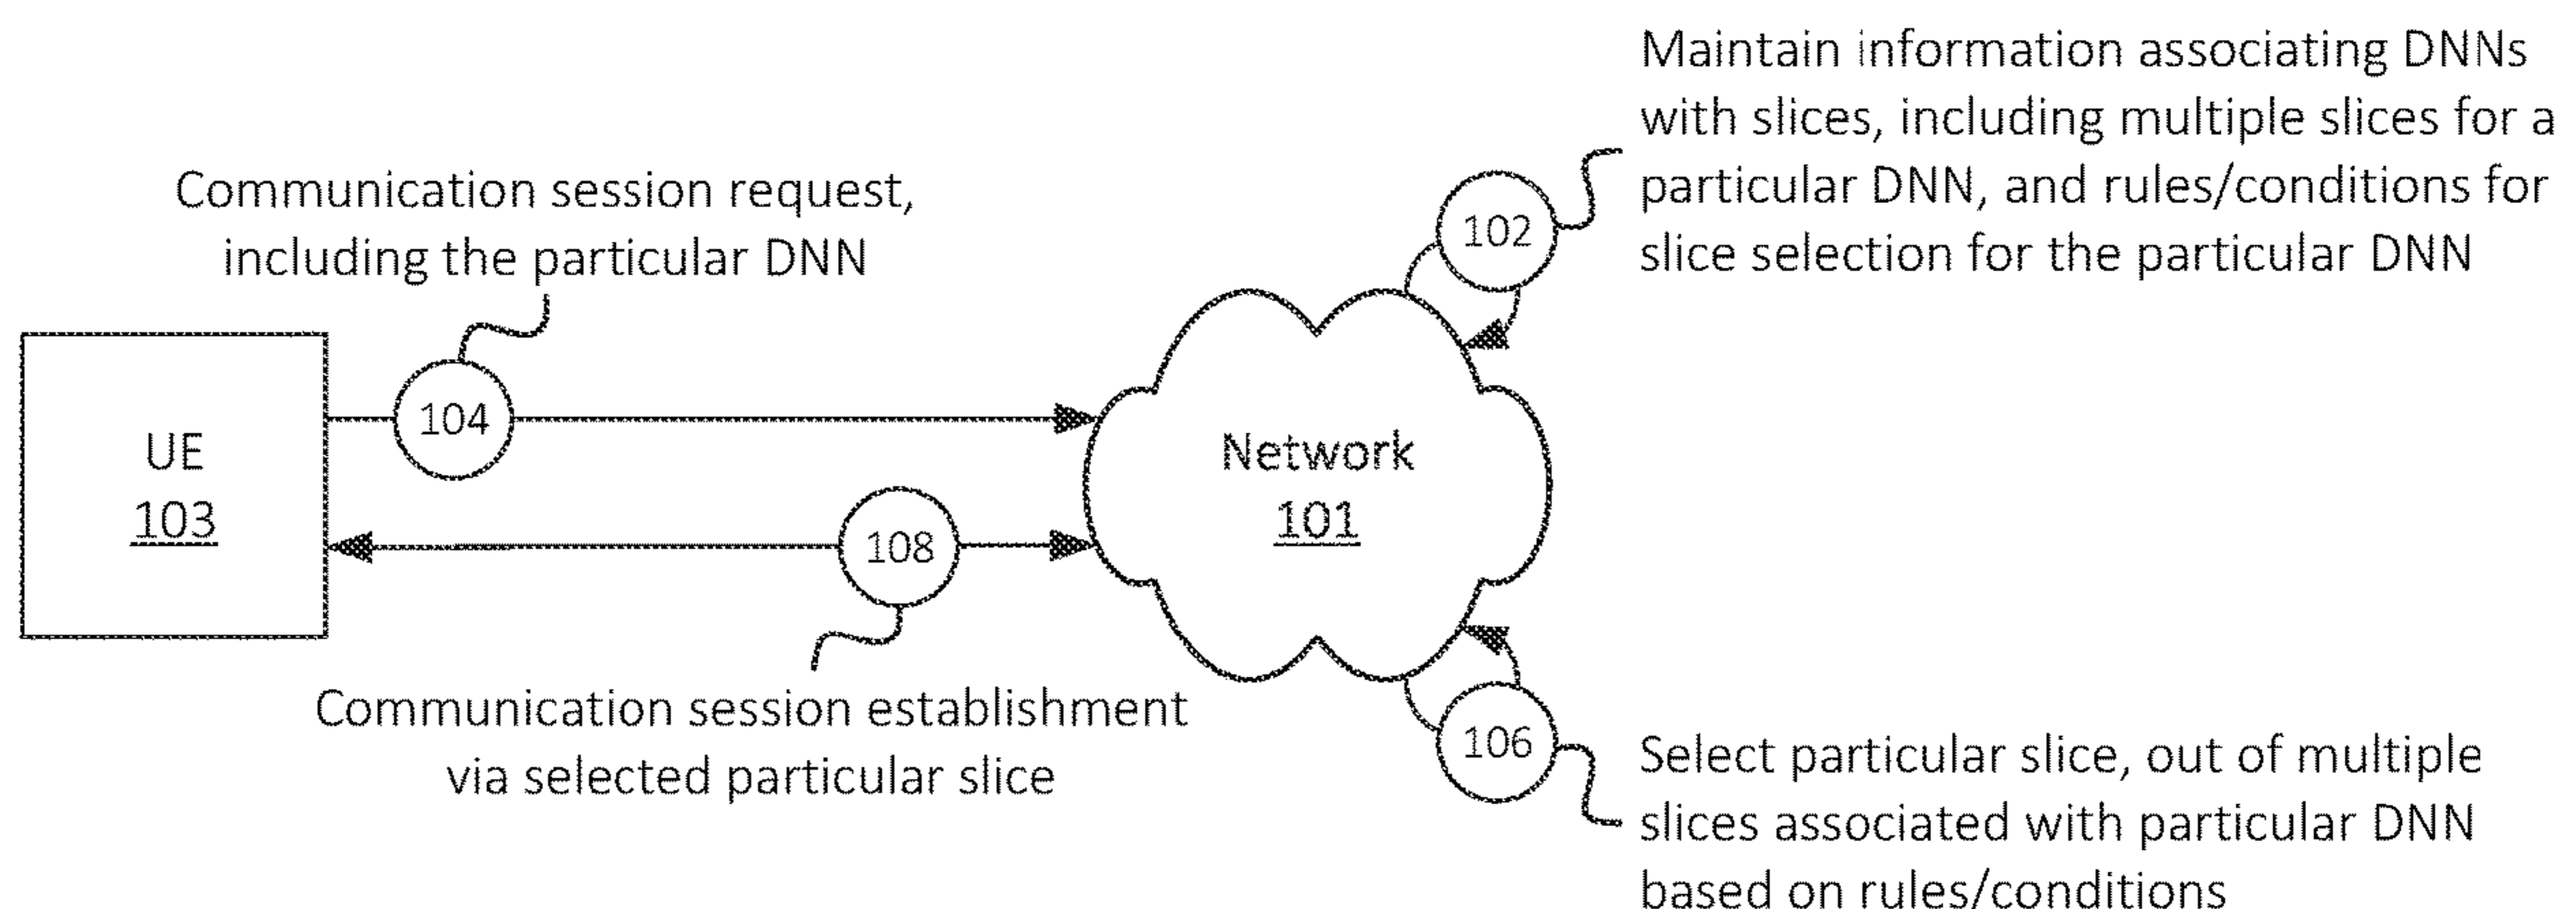 Maintain information associating DNNs
with slices, including multiple slices for a
particular DNN, and rules/conditions for
slice selection for the particular DNN
102
Communication session request,
including the particular DNN
104
UE
103
Network
101
108
Communication session establishment
via selected particular slice
106
Select particular slice, out of multiple
slices associated with particular DNN
based on rules/conditions